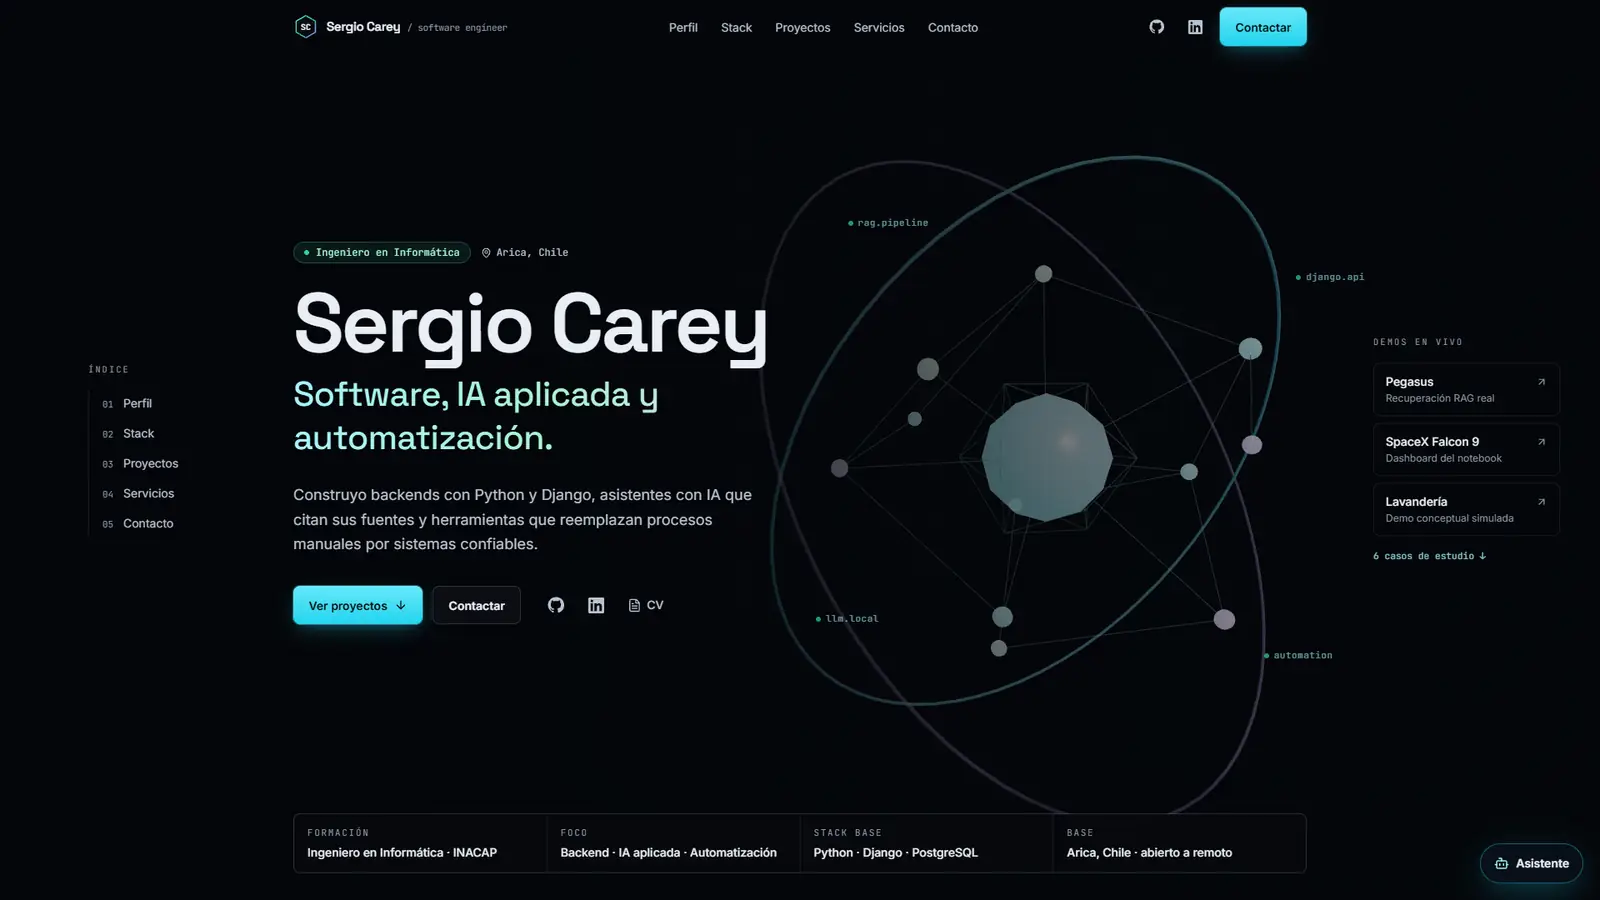 SC Sergio Carey / software engineer
Perfil Stack Proyectos Servicios Contacto
Contactar
Ingeniero en Informática
Arica, Chile
Sergio Carey
Software, IA aplicada y
automatización.
Construyo backends con Python y Django, asistentes con IA que
citan sus fuentes y herramientas que reemplazan procesos
manuales por sistemas confiables.
Ver proyectos ↓
Contactar
CV
ÍNDICE
01 Perfil
02 Stack
03 Proyectos
04 Servicios
05 Contacto
rag.pipeline
django.api
llm.local
automation
DEMOS EN VIVO
Pegasus ↗
Recuperación RAG real
SpaceX Falcon 9 ↗
Dashboard del notebook
Lavandería ↗
Demo conceptual simulada
6 casos de estudio ↓
FORMACIÓN
Ingeniero en Informática · INACAP
FOCO
Backend · IA aplicada · Automatización
STACK BASE
Python · Django · PostgreSQL
BASE
Arica, Chile · abierto a remoto
Asistente